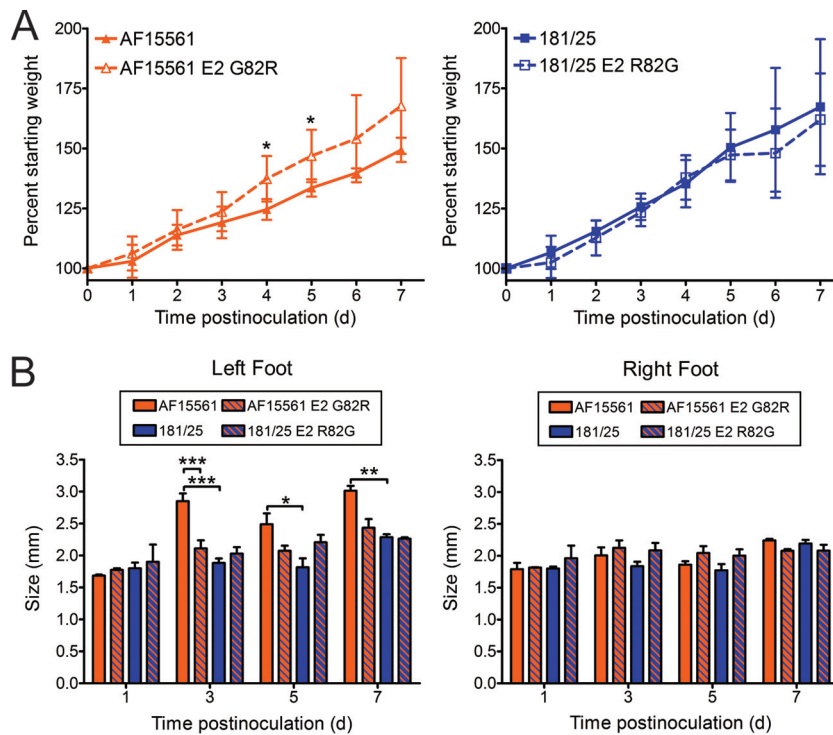 A
AF15561
AF15561 E2 G82R
Percent starting weight
200
175
150
125
100
* *
0 1 2 3 4 5 6 7
Time postinoculation (d)
181/25
181/25 E2 R82G
Percent starting weight
200
175
150
125
100
0 1 2 3 4 5 6 7
Time postinoculation (d)
B
Left Foot
AF15561 AF15561 E2 G82R
181/25 181/25 E2 R82G
Size (mm)
3.5
3.0
2.5
2.0
1.5
1.0
0.5
0.0
***
***
*
**
1 3 5 7
Time postinoculation (d)
Right Foot
AF15561 AF15561 E2 G82R
181/25 181/25 E2 R82G
Size (mm)
3.5
3.0
2.5
2.0
1.5
1.0
0.5
0.0
1 3 5 7
Time postinoculation (d)